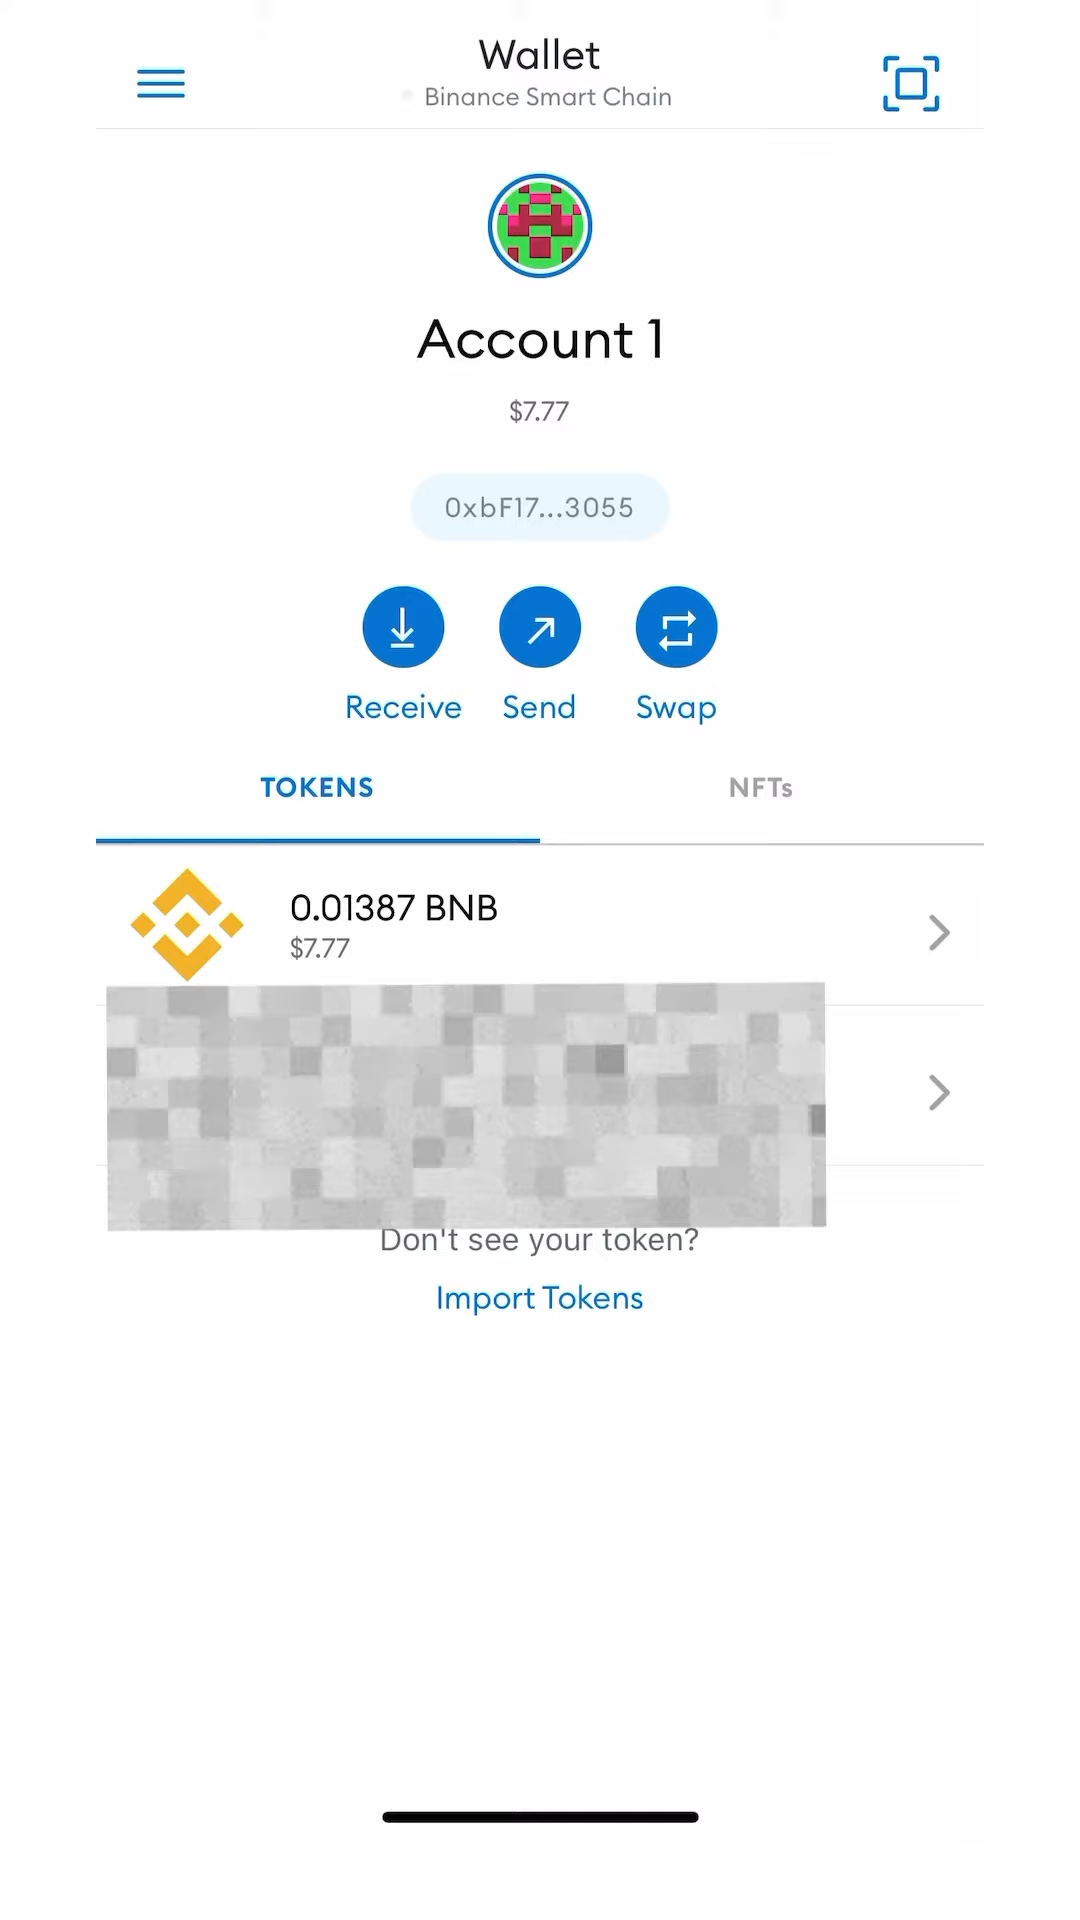 Wallet
Binance Smart Chain
Account 1
$7.77
0xbF17...3055
Receive Send Swap
TOKENS NFTs
0.01387 BNB
$7.77
Don't see your token?
Import Tokens